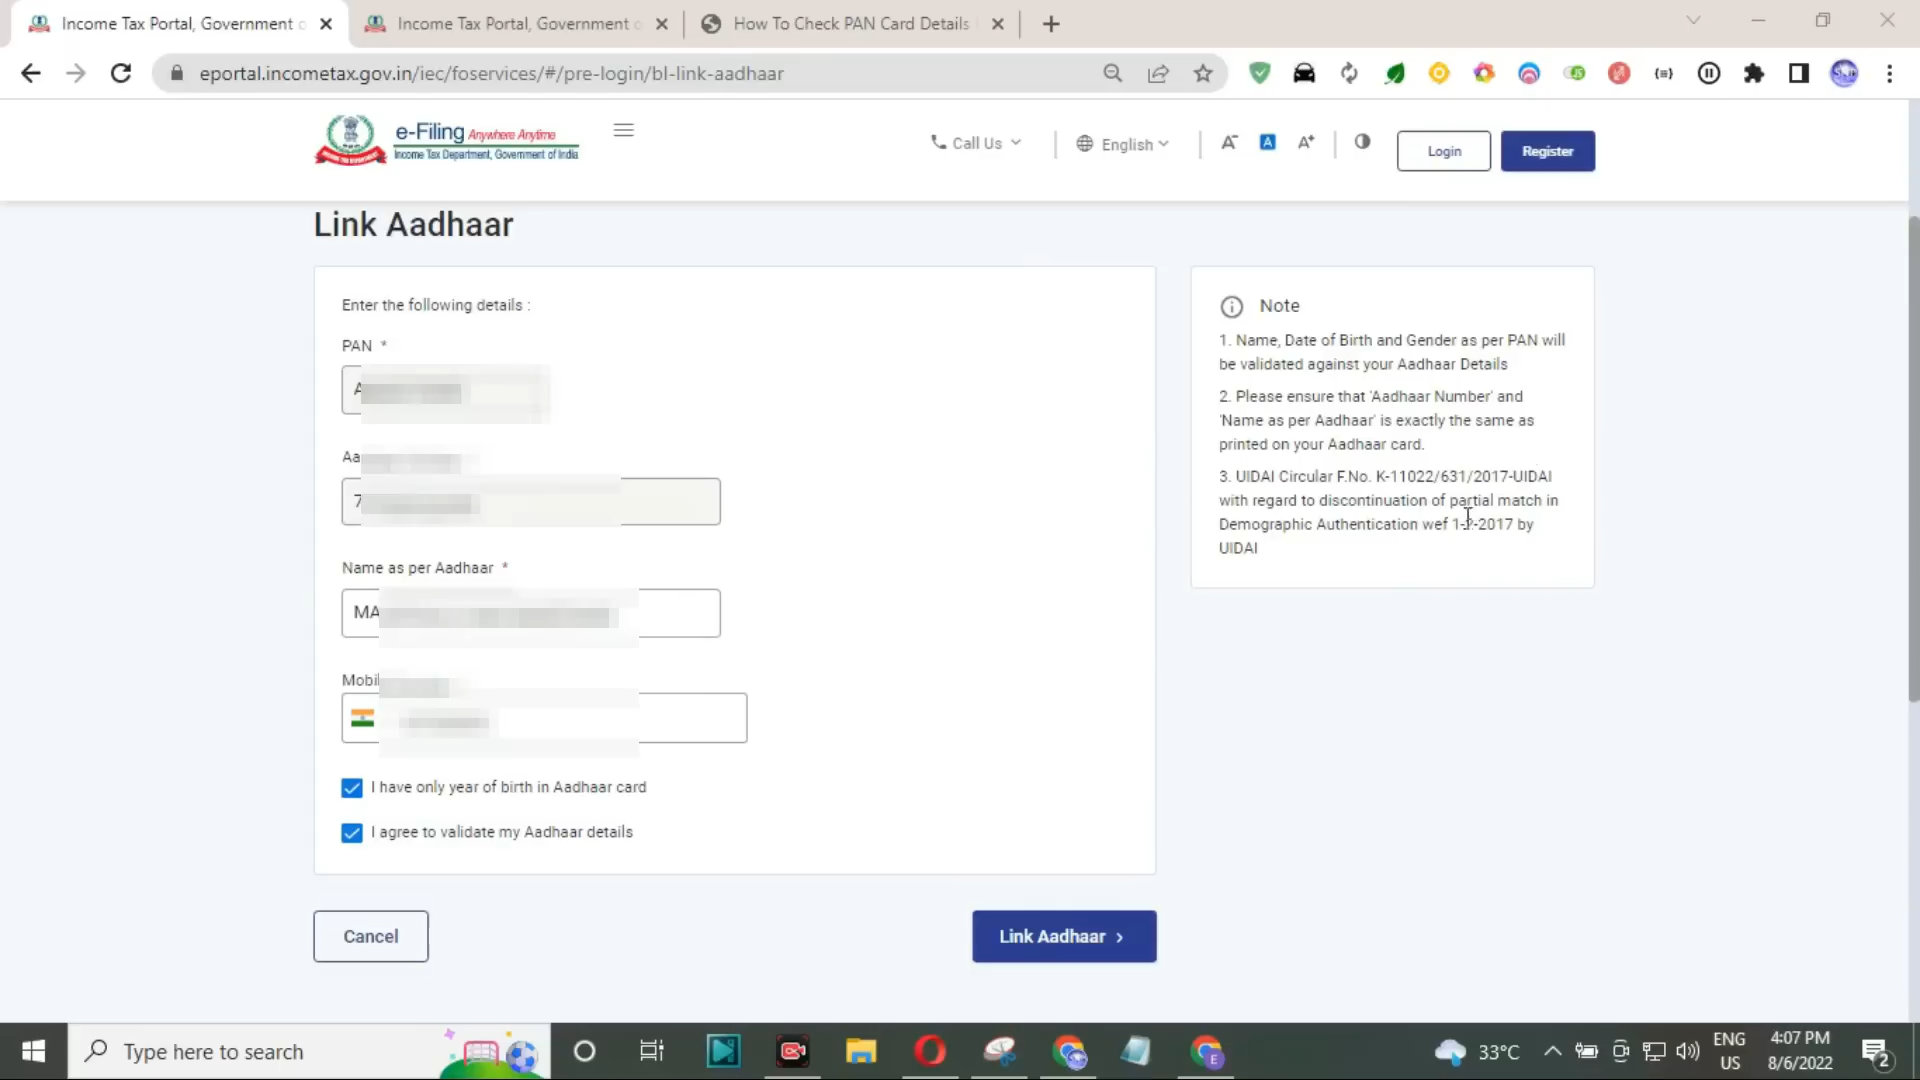 Income Tax Portal, Government o
Income Tax Portal, Government o
How To Check PAN Card Details
eportal.incometax.gov.in/iec/foservices/#/pre-login/bl-link-aadhaar
e-Filing Anywhere Anytime
Income Tax Department, Government of India
Call Us
English
A-
A
A+
Login
Register
Link Aadhaar
Enter the following details :
PAN *
A
Aa
7
Name as per Aadhaar *
MA
Mobil
I have only year of birth in Aadhaar card
I agree to validate my Aadhaar details
Cancel
Link Aadhaar >
Note
1. Name, Date of Birth and Gender as per PAN will
be validated against your Aadhaar Details
2. Please ensure that 'Aadhaar Number' and
'Name as per Aadhaar' is exactly the same as
printed on your Aadhaar card.
3. UIDAI Circular F.No. K-11022/631/2017-UIDAI
with regard to discontinuation of partial match in
Demographic Authentication wef by
UIDAI
Type here to search
33°C
ENG
US
4:07 PM
8/6/2022
2